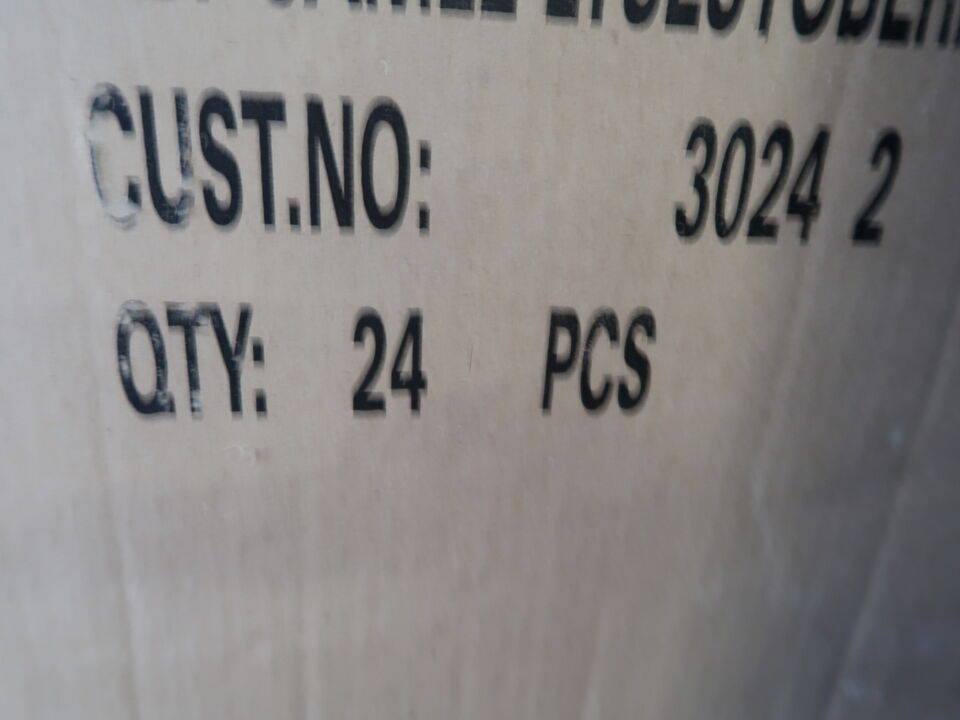 CUST.NO: 3024 2
QTY: 24 PCS